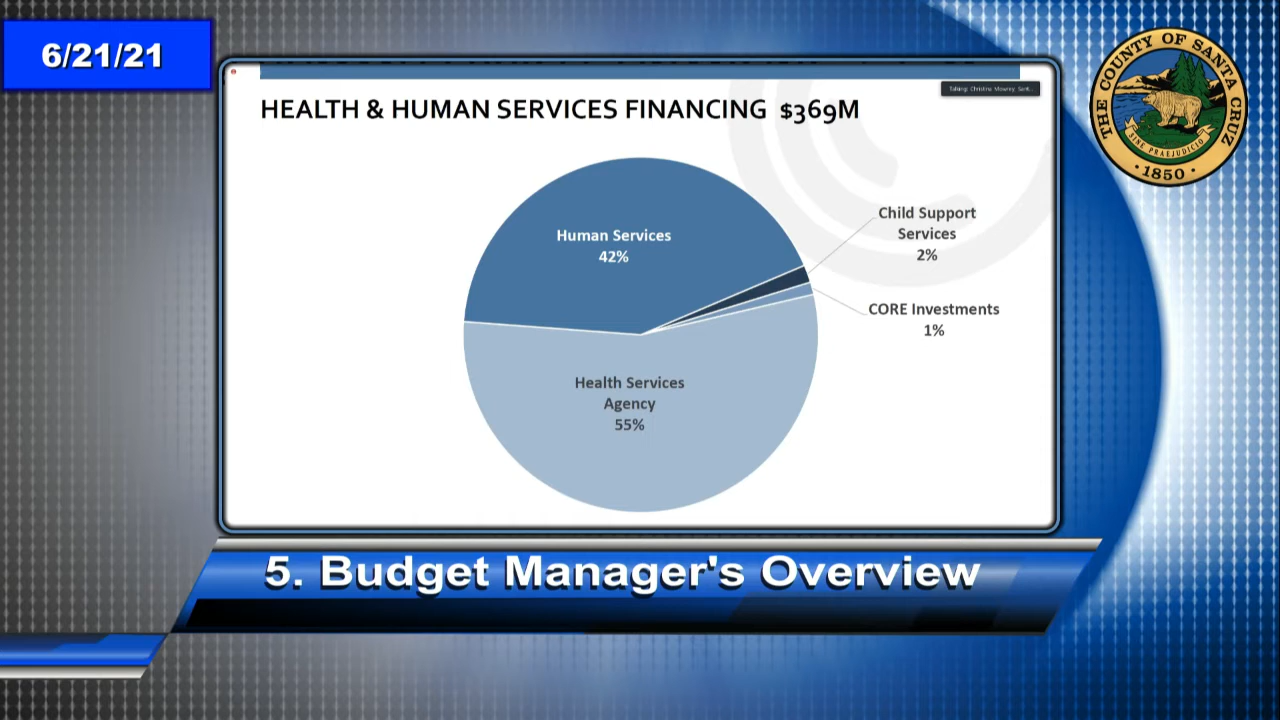 6/21/21
THE COUNTY OF SANTA CRUZ
SINE PRAEJUDICIO
• 1850 •
HEALTH & HUMAN SERVICES FINANCING $369M
Human Services
42%
Child Support
Services
2%
CORE Investments
1%
Health Services
Agency
55%
5. Budget Manager's Overview